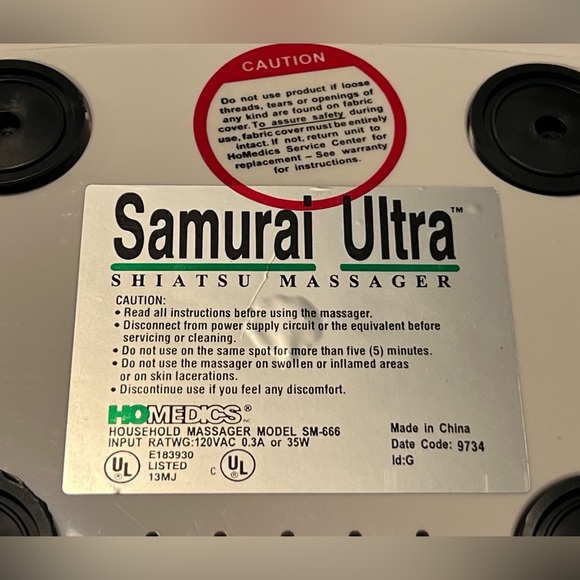 CAUTION
Do not use product if loose
threads, tears or openings of
any kind are found on fabric
cover. To assure safety during
use, fabric cover must be entirely
intact. If not, return unit to
HoMedics Service Center for
replacement – See warranty
for instructions.
Samurai Ultra™
SHIATSU MASSAGER
CAUTION:
• Read all instructions before using the massager.
• Disconnect from power supply circuit or the equivalent before
servicing or cleaning.
• Do not use on the same spot for more than five (5) minutes.
• Do not use the massager on swollen or inflamed areas
or on skin lacerations.
• Discontinue use if you feel any discomfort.
HOMEDICS INC
HOUSEHOLD MASSAGER MODEL SM-666
INPUT RATWG:120VAC 0.3A or 35W
UL E183930
LISTED
13MJ
C UL
Made in China
Date Code: 9734
Id:G